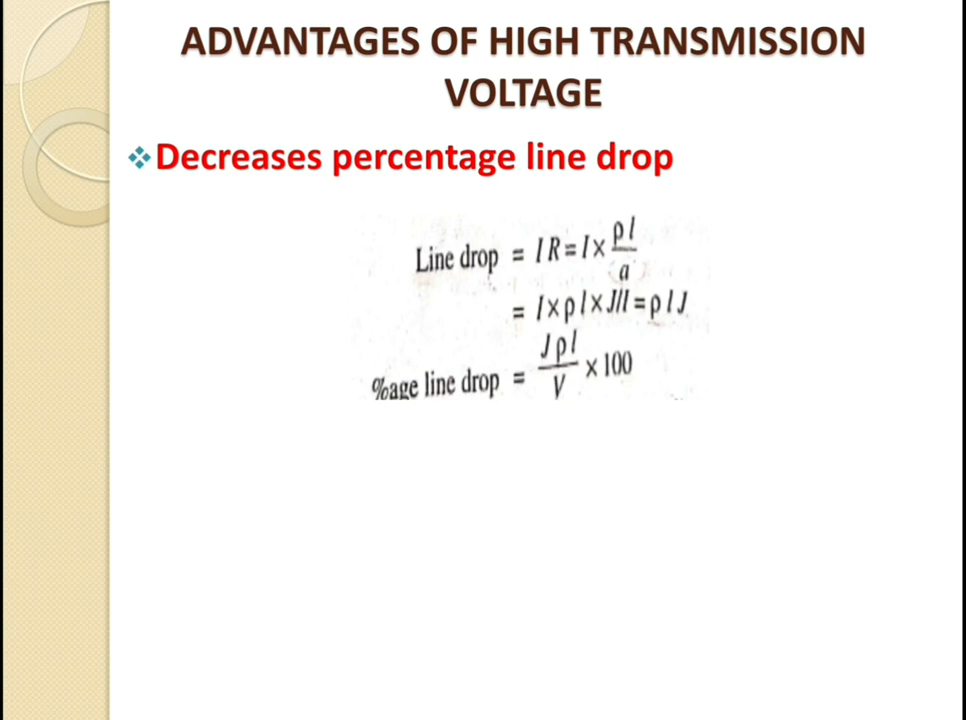 ADVANTAGES OF HIGH TRANSMISSION
VOLTAGE
❖Decreases percentage line drop
Line drop = I R = I × ρ l / a
= I × ρ l × J/I = ρ l J
%age line drop = J ρ l / V × 100